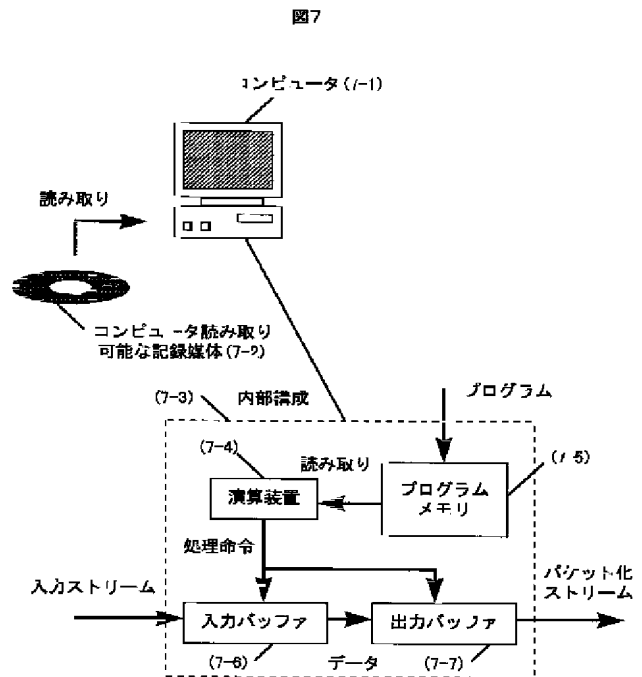 図7
コンピュータ(7-1)
読み取り
コンピュータ読み取り
可能な記録媒体(7-2)
(7-3) 内部構成
プログラム
(7-4)
読み取り
(7-5)
演算装置
プログラム
メモリ
処理命令
入力ストリーム
パケット化
ストリーム
入力バッファ
出力バッファ
(7-6)
データ
(7-7)